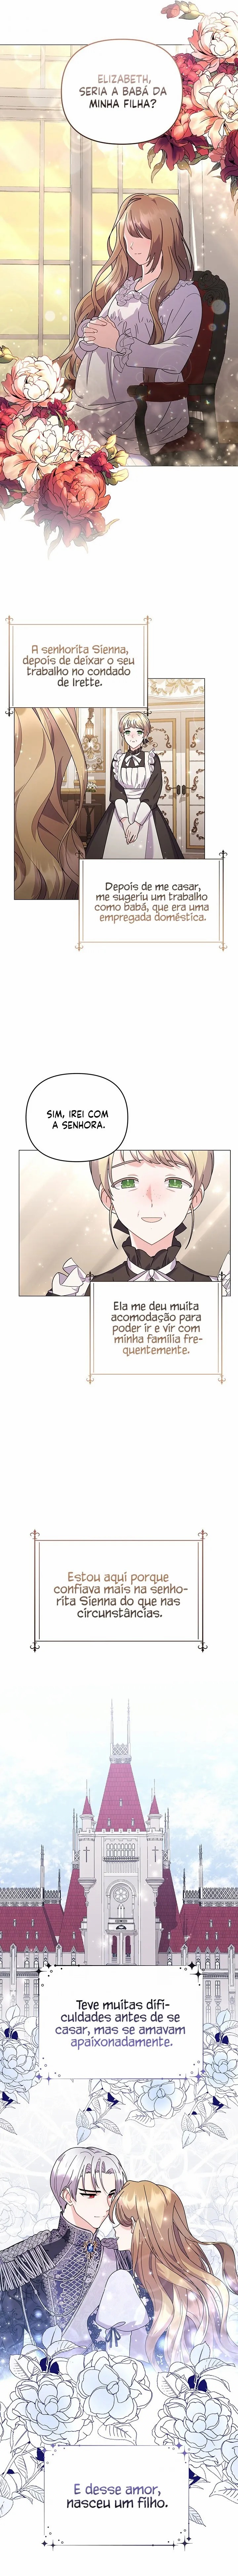 ELIZABETH,
SERIA A BABÁ DA
MINHA FILHA?
A senhorita Sienna,
depois de deixar o seu
trabalho no condado
de Irette.
Depois de me casar,
me sugeriu um trabalho
como babá, que era uma
empregada doméstica.
SIM, IREI COM
A SENHORA.
Ela me deu muita
acomodação para
poder ir e vir com
minha família fre-
quentemente.
Estou aqui porque
confiava mais na senho-
rita Sienna do que nas
circunstâncias.
Teve muitas difi-
culdades antes de se
casar, mas se amavam
apaixonadamente.
E desse amor,
nasceu um filho.